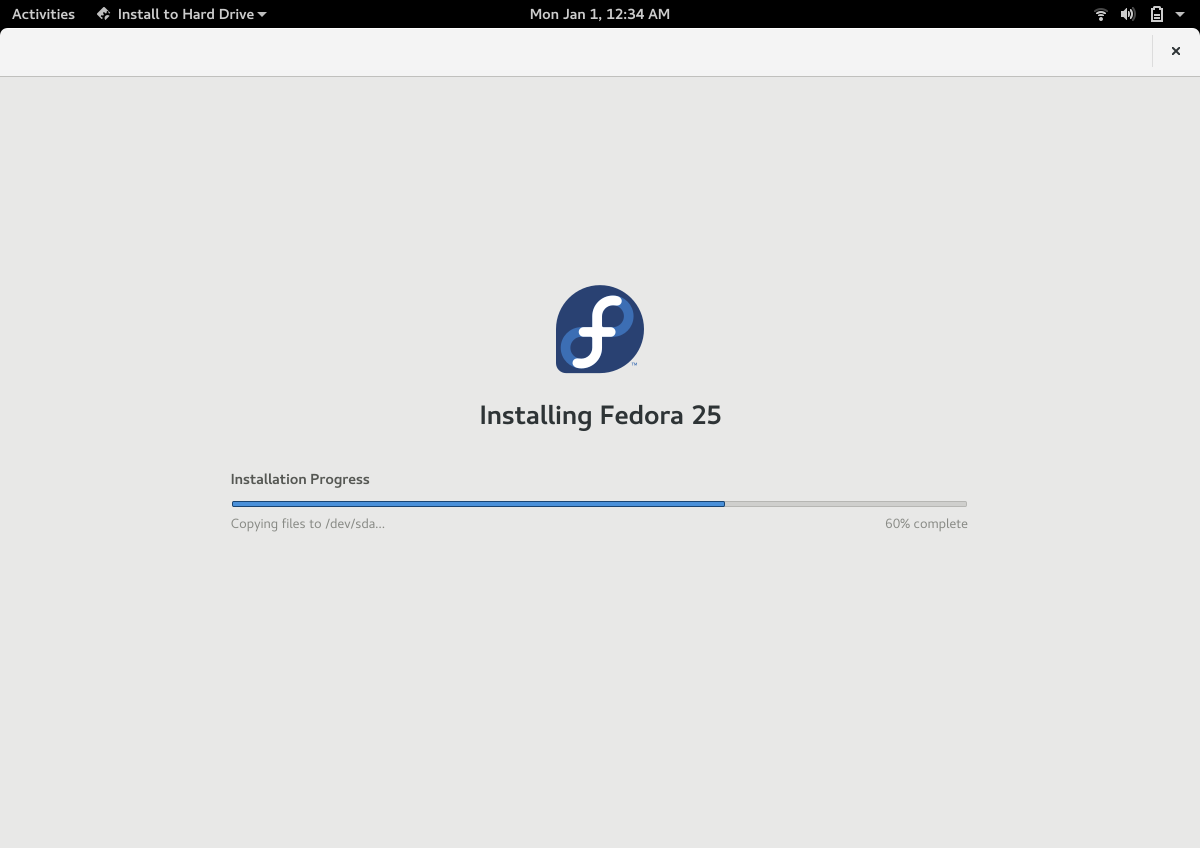 Activities Install to Hard Drive Mon Jan 1, 12:34 AM
Installing Fedora 25
Installation Progress
Copying files to /dev/sda... 60% complete